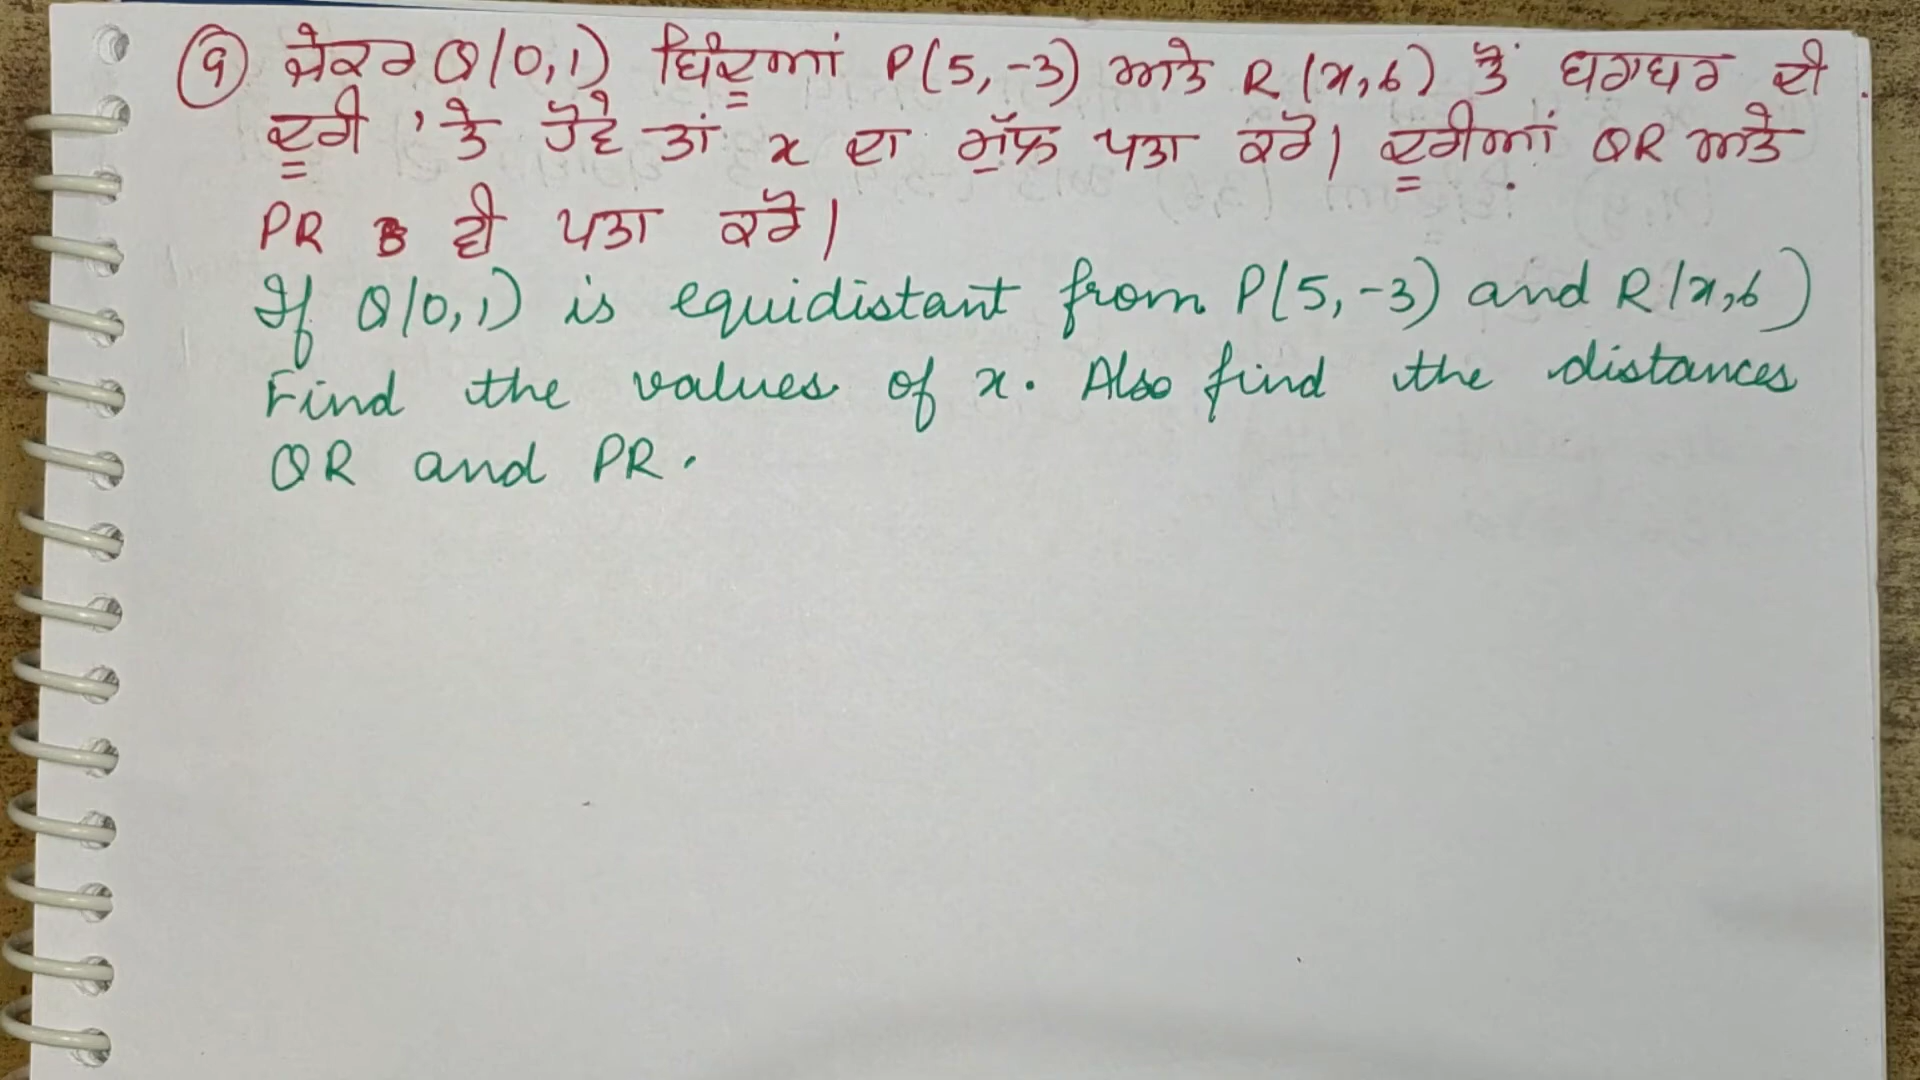 (9) ਜੇਕਰ Q(0,1) ਬਿੰਦੂਆਂ P(5,-3) ਅਤੇ R(x,6) ਤੋਂ ਬਰਾਬਰ ਦੀ
ਦੂਰੀ 'ਤੇ ਹੋਵੇ ਤਾਂ x ਦਾ ਮੁੱਲ ਪਤਾ ਕਰੋ। ਦੂਰੀਆਂ QR ਅਤੇ
PR ਵੀ ਪਤਾ ਕਰੋ।
If Q(0,1) is equidistant from P(5,-3) and R(x,6)
Find the values of x. Also find the distances
QR and PR.